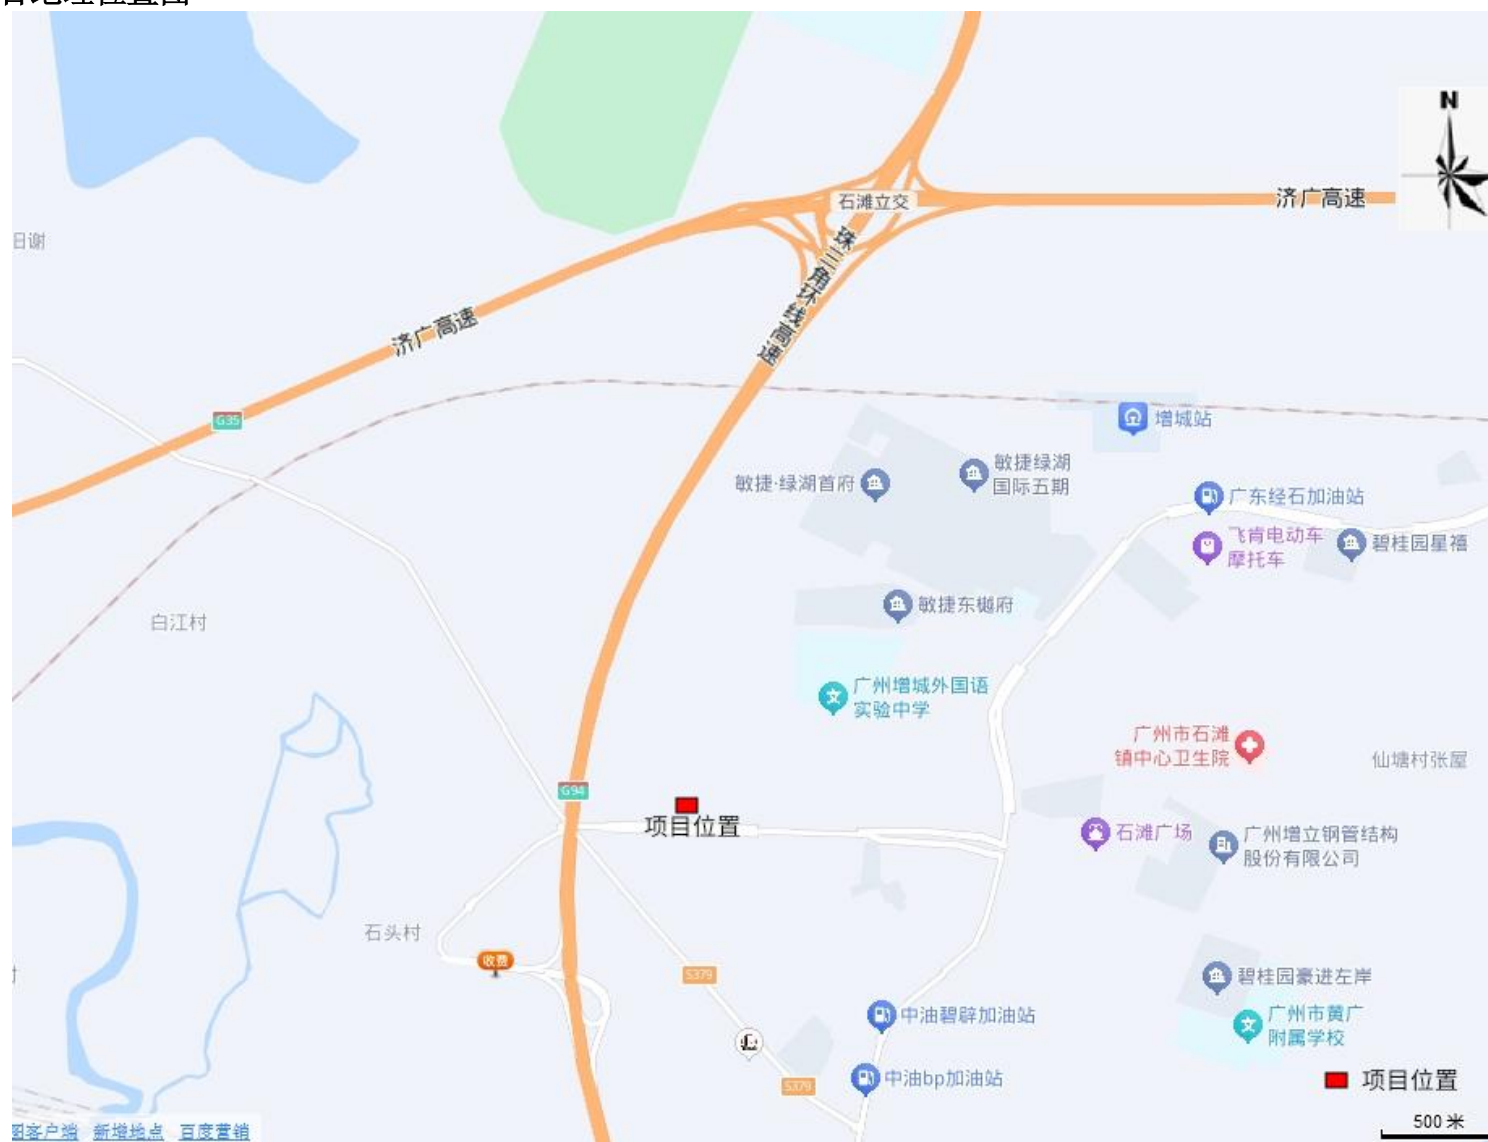 N
石滩立交
济广高速
旧谢
珠三角环线高速
济广高速
G35
增城站
敏捷·绿湖首府
敏捷绿湖
国际五期
广东经石加油站
飞肯电动车
摩托车
碧桂园星禧
敏捷东樾府
白江村
广州增城外国语
实验中学
广州市石滩
镇中心卫生院
仙塘村张屋
G94
项目位置
石滩广场
广州增立钢管结构
股份有限公司
石头村
收费
S379
碧桂园豪进左岸
中油碧辟加油站
广州市黄广
附属学校
中油bp加油站
S379
项目位置
500 米
图客户端 新增地点 百度营销